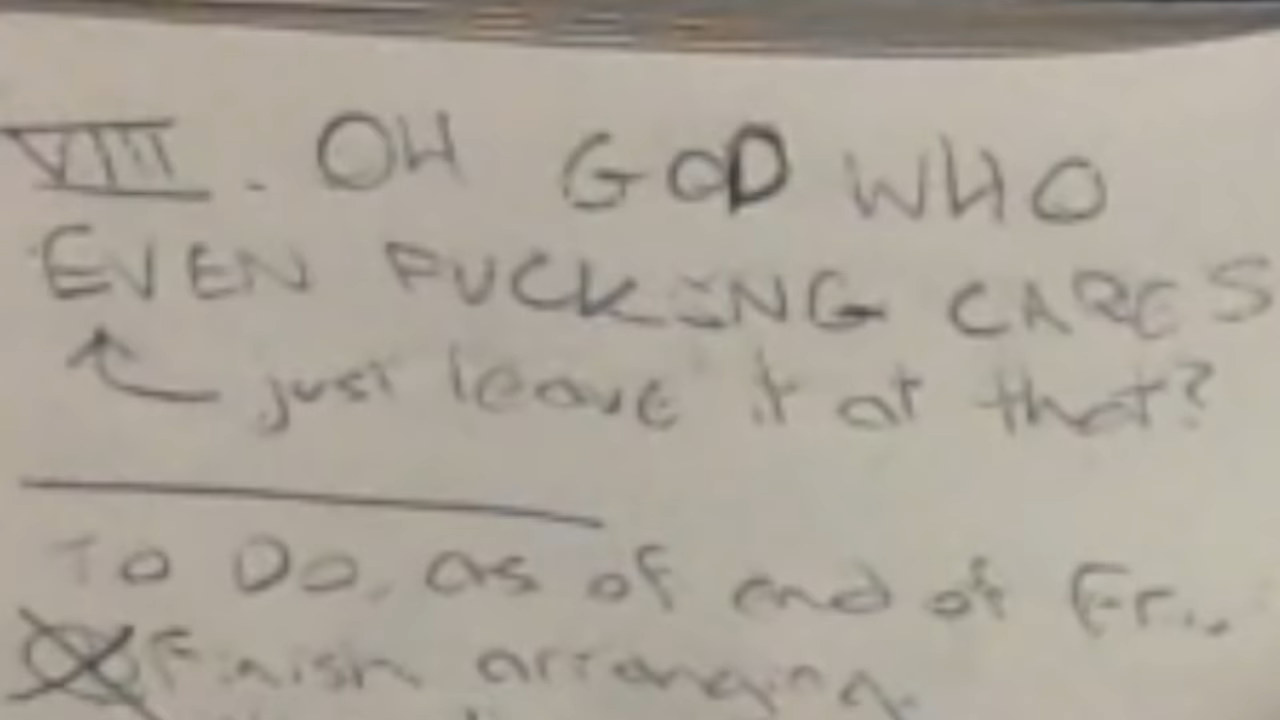 VIII. OH GOD WHO
EVEN FUCKING CARES
just leave it at that?
To Do, as of end of Fri.
Finish arranging